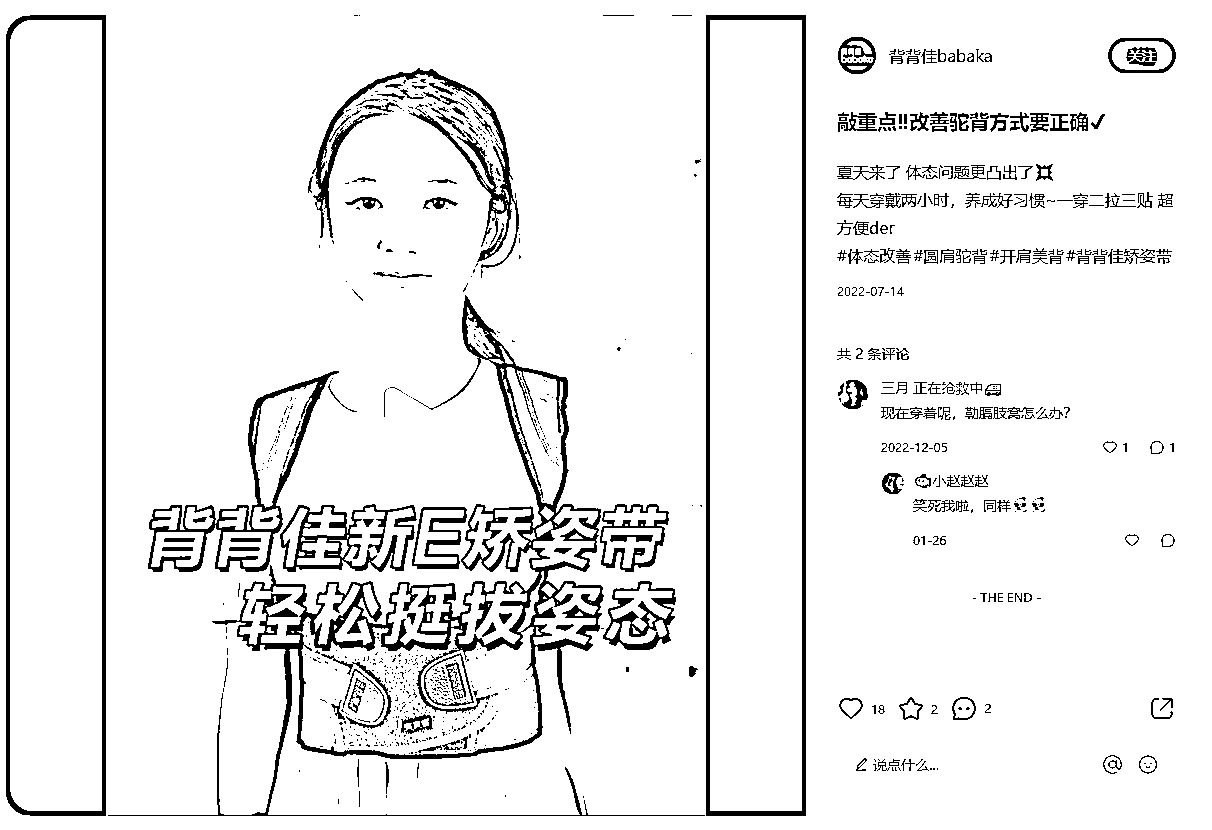 背背佳新E矫姿带
轻松挺拔姿态
babaka
背背佳babaka
关注
敲重点!!改善驼背方式要正确✓
夏天来了 体态问题更凸出了
每天穿戴两小时，养成好习惯~一穿二拉三贴 超
方便der
#体态改善#圆肩驼背#开肩美背#背背佳矫姿带
2022-07-14
共 2 条评论
三月 正在抢救中
现在穿着呢，勒膈肢窝怎么办?
2022-12-05
1
1
小赵赵赵
笑死我啦，同样
01-26
- THE END -
18
2
2
说点什么...